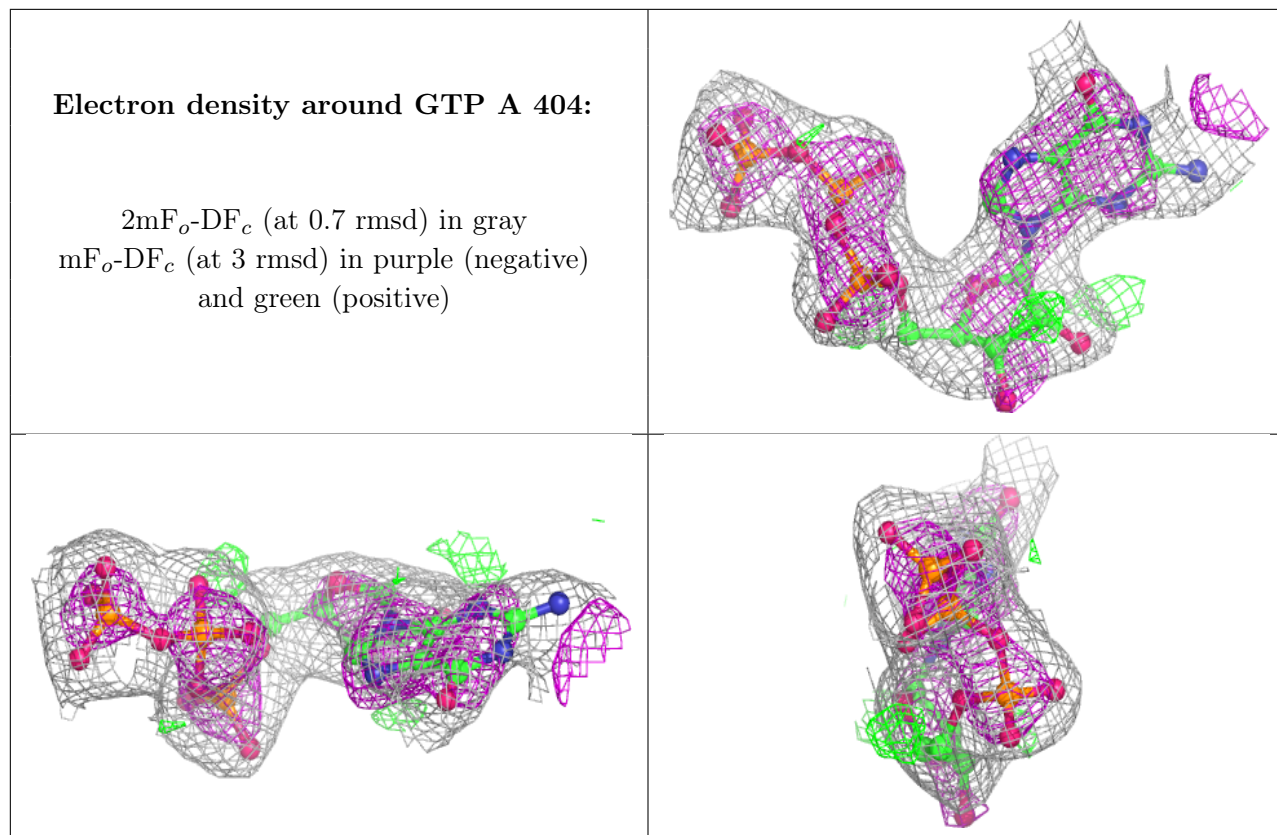 Electron density around GTP A 404:
2mFₒ-DF𝒸 (at 0.7 rmsd) in gray
mFₒ-DF𝒸 (at 3 rmsd) in purple (negative)
and green (positive)